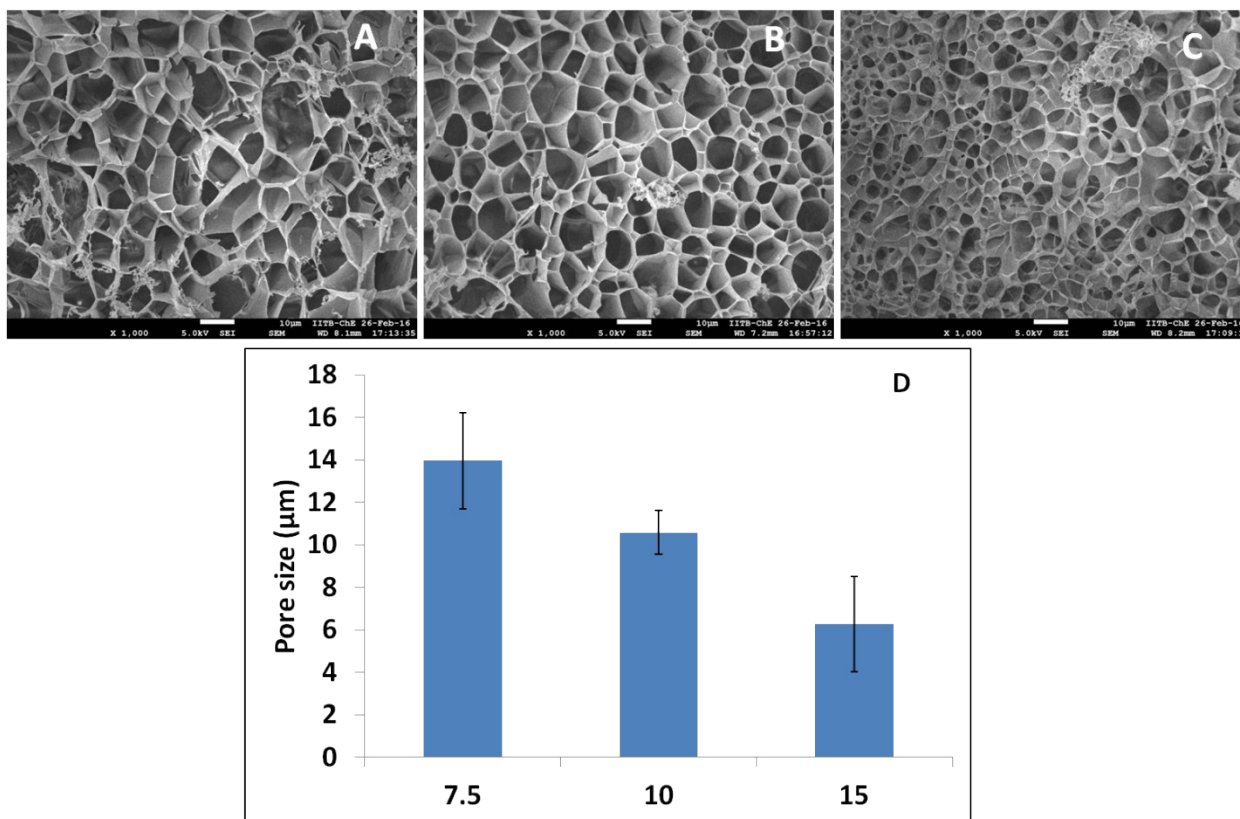 A
X 1,000 5.0kV SEI SEM 10µm IITB-ChE 26-Feb-16
WD 8.1mm 17:13:35
B
X 1,000 5.0kV SEI SEM 10µm IITB-ChE 26-Feb-16
WD 7.2mm 16:57:12
C
X 1,000 5.0kV SEI SEM 10µm IITB-ChE 26-Feb-1
WD 8.2mm 17:09:
D
Pore size (µm)
18
16
14
12
10
8
6
4
2
0
7.5 10 15